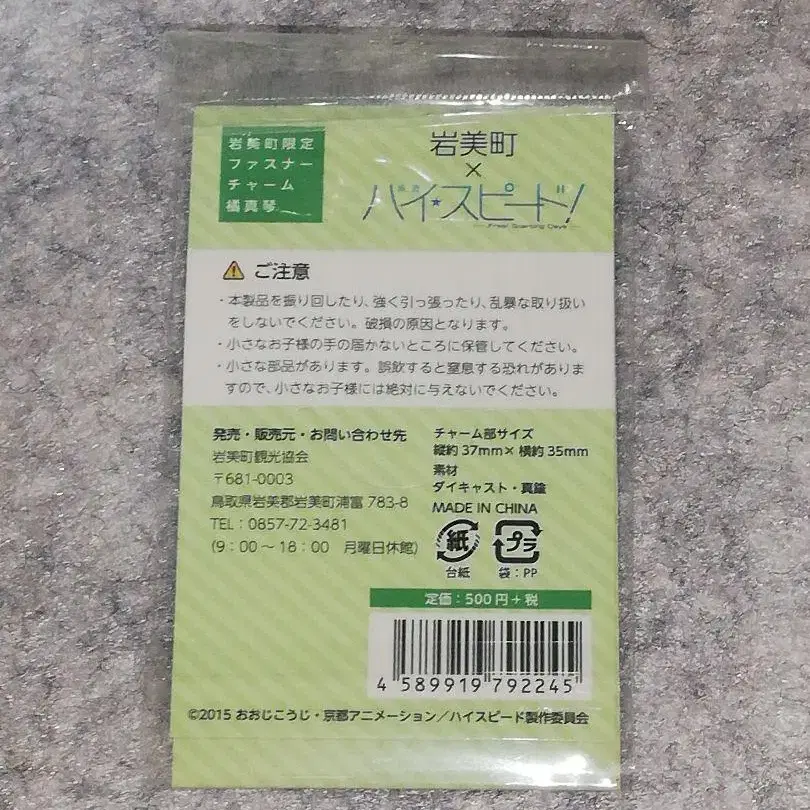 岩美町限定
ファスナー
チャーム
橘真琴
岩美町
×
映画
ハイ☆スピード!
Free! Starting Days
ご注意
・本製品を振り回したり、強く引っ張ったり、乱暴な取り扱い
をしないでください。破損の原因となります。
・小さなお子様の手の届かないところに保管してください。
・小さな部品があります。誤飲すると窒息する恐れがありま
すので、小さなお子様には絶対に与えないでください。
発売・販売元・お問い合わせ先
岩美町観光協会
〒681-0003
鳥取県岩美郡岩美町浦富 783-8
TEL:0857-72-3481
(9:00~18:00 月曜日休館)
チャーム部サイズ
縦約37mm×横約35mm
素材
ダイキャスト・真鍮
MADE IN CHINA
紙 プラ
台紙 袋:PP
定価:500円+税
4 589919 792245
©2015 おおじこうじ・京都アニメーション/ハイスピード製作委員会